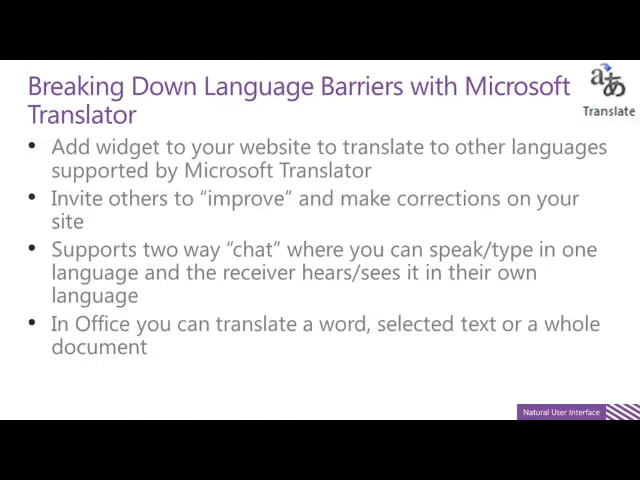 Breaking Down Language Barriers with Microsoft
Translator
aあ
Translate
• Add widget to your website to translate to other languages
supported by Microsoft Translator
• Invite others to “improve” and make corrections on your
site
• Supports two way “chat” where you can speak/type in one
language and the receiver hears/sees it in their own
language
• In Office you can translate a word, selected text or a whole
document
Natural User Interface